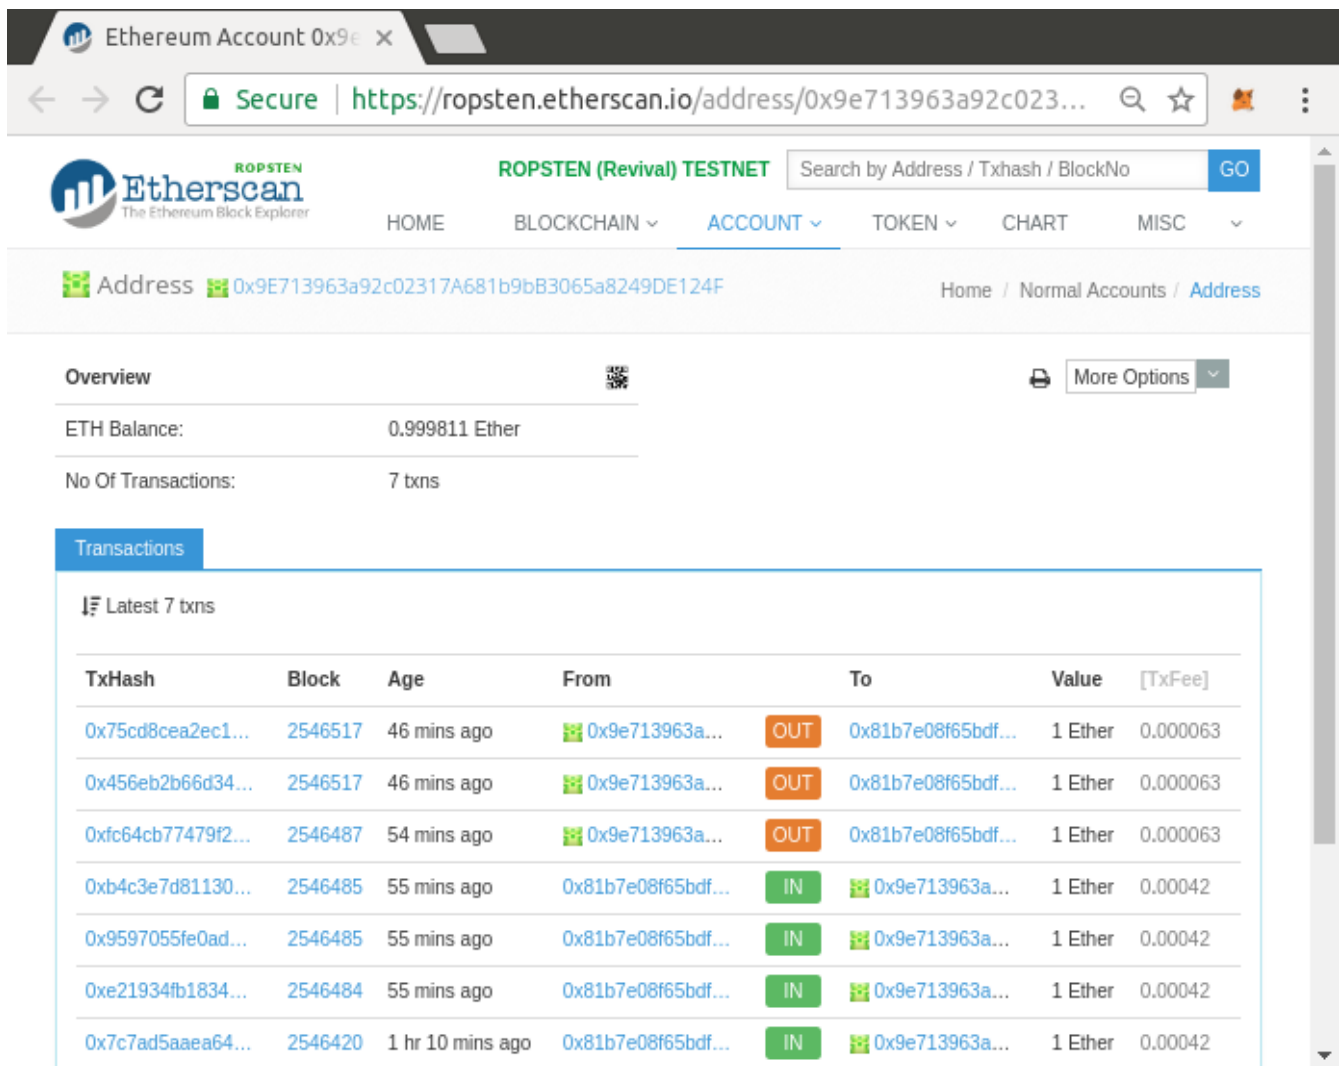 Ethereum Account 0x9e
Secure | https://ropsten.etherscan.io/address/0x9e713963a92c023...
ROPSTEN
Etherscan
The Ethereum Block Explorer
ROPSTEN (Revival) TESTNET
Search by Address / Txhash / BlockNo
GO
HOME BLOCKCHAIN ACCOUNT TOKEN CHART MISC
Address 0x9E713963a92c02317A681b9bB3065a8249DE124F
Home / Normal Accounts / Address
Overview
More Options
ETH Balance: 0.999811 Ether
No Of Transactions: 7 txns
Transactions
Latest 7 txns
TxHash Block Age From To Value [TxFee]
0x75cd8cea2ec1... 2546517 46 mins ago 0x9e713963a... OUT 0x81b7e08f65bdf... 1 Ether 0.000063
0x456eb2b66d34... 2546517 46 mins ago 0x9e713963a... OUT 0x81b7e08f65bdf... 1 Ether 0.000063
0xfc64cb77479f2... 2546487 54 mins ago 0x9e713963a... OUT 0x81b7e08f65bdf... 1 Ether 0.000063
0xb4c3e7d81130... 2546485 55 mins ago 0x81b7e08f65bdf... IN 0x9e713963a... 1 Ether 0.00042
0x9597055fe0ad... 2546485 55 mins ago 0x81b7e08f65bdf... IN 0x9e713963a... 1 Ether 0.00042
0xe21934fb1834... 2546484 55 mins ago 0x81b7e08f65bdf... IN 0x9e713963a... 1 Ether 0.00042
0x7c7ad5aaea64... 2546420 1 hr 10 mins ago 0x81b7e08f65bdf... IN 0x9e713963a... 1 Ether 0.00042